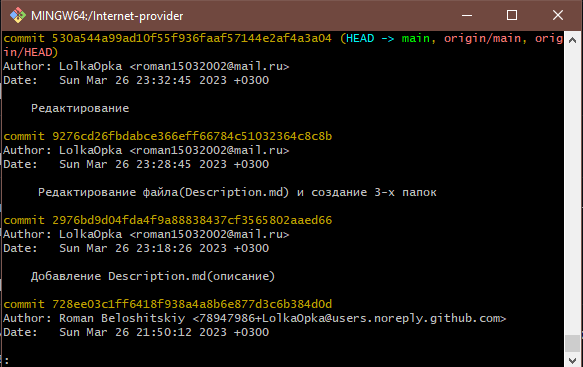 MINGW64:/Internet-provider
commit 530a544a99ad10f55f936faaf57144e2af4a3a04 (HEAD -> main, origin/main, orig
in/HEAD)
Author: LolkaOpka <roman15032002@mail.ru>
Date:   Sun Mar 26 23:32:45 2023 +0300
Редактирование
commit 9276cd26fbdabce366eff66784c51032364c8c8b
Author: LolkaOpka <roman15032002@mail.ru>
Date:   Sun Mar 26 23:28:45 2023 +0300
Редактирование файла(Description.md) и создание 3-х папок
commit 2976bd9d04fda4f9a88838437cf3565802aaed66
Author: LolkaOpka <roman15032002@mail.ru>
Date:   Sun Mar 26 23:18:26 2023 +0300
Добавление Description.md(описание)
commit 728ee03c1ff6418f938a4a8b6e877d3c6b384d0d
Author: Roman Beloshitskiy <78947986+LolkaOpka@users.noreply.github.com>
Date:   Sun Mar 26 21:50:12 2023 +0300
: